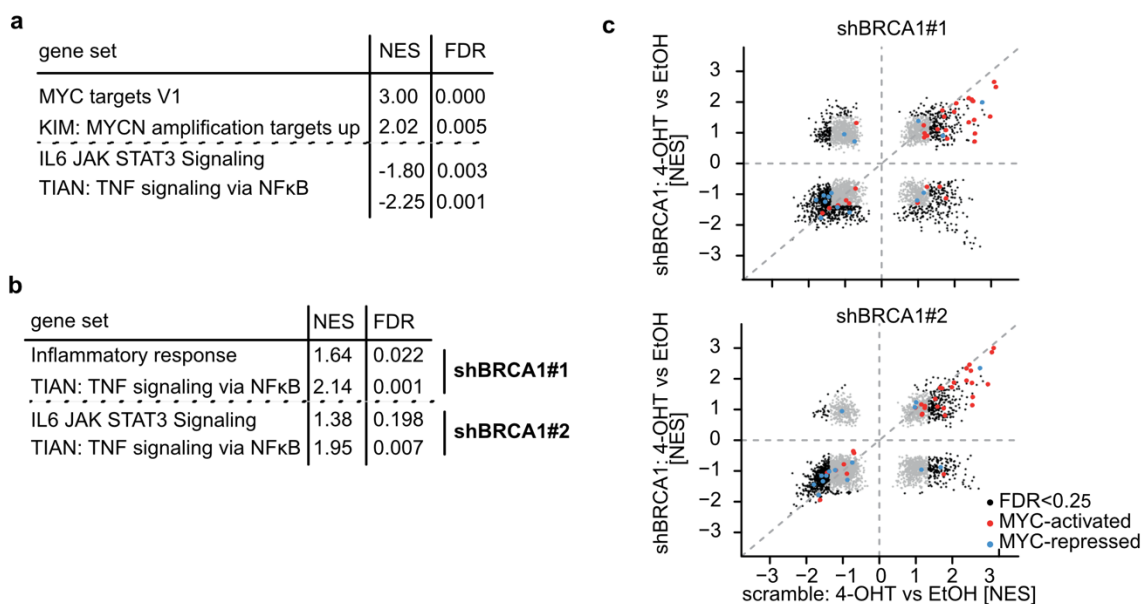 a
gene set NES FDR
MYC targets V1 3.00 0.000
KIM: MYCN amplification targets up 2.02 0.005
IL6 JAK STAT3 Signaling -1.80 0.003
TIAN: TNF signaling via NFκB -2.25 0.001
b
gene set NES FDR
Inflammatory response 1.64 0.022
TIAN: TNF signaling via NFκB 2.14 0.001
shBRCA1#1
IL6 JAK STAT3 Signaling 1.38 0.198
TIAN: TNF signaling via NFκB 1.95 0.007
shBRCA1#2
c
shBRCA1#1
shBRCA1: 4-OHT vs EtOH
[NES]
3
2
1
0
−1
−2
−3
shBRCA1#2
shBRCA1: 4-OHT vs EtOH
[NES]
3
2
1
0
−1
−2
−3
FDR<0.25
MYC-activated
MYC-repressed
−3 −2 −1 0 1 2 3
scramble: 4-OHT vs EtOH [NES]